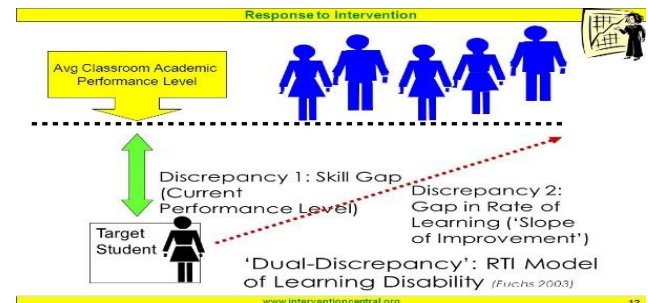 Response to Intervention
Avg Classroom Academic
Performance Level
Discrepancy 1: Skill Gap
(Current
Performance Level)
Target
Student
Discrepancy 2:
Gap in Rate of
Learning (‘Slope
of Improvement’)
‘Dual-Discrepancy’: RTI Model
of Learning Disability (Fuchs 2003)
www.interventioncentral.org
13